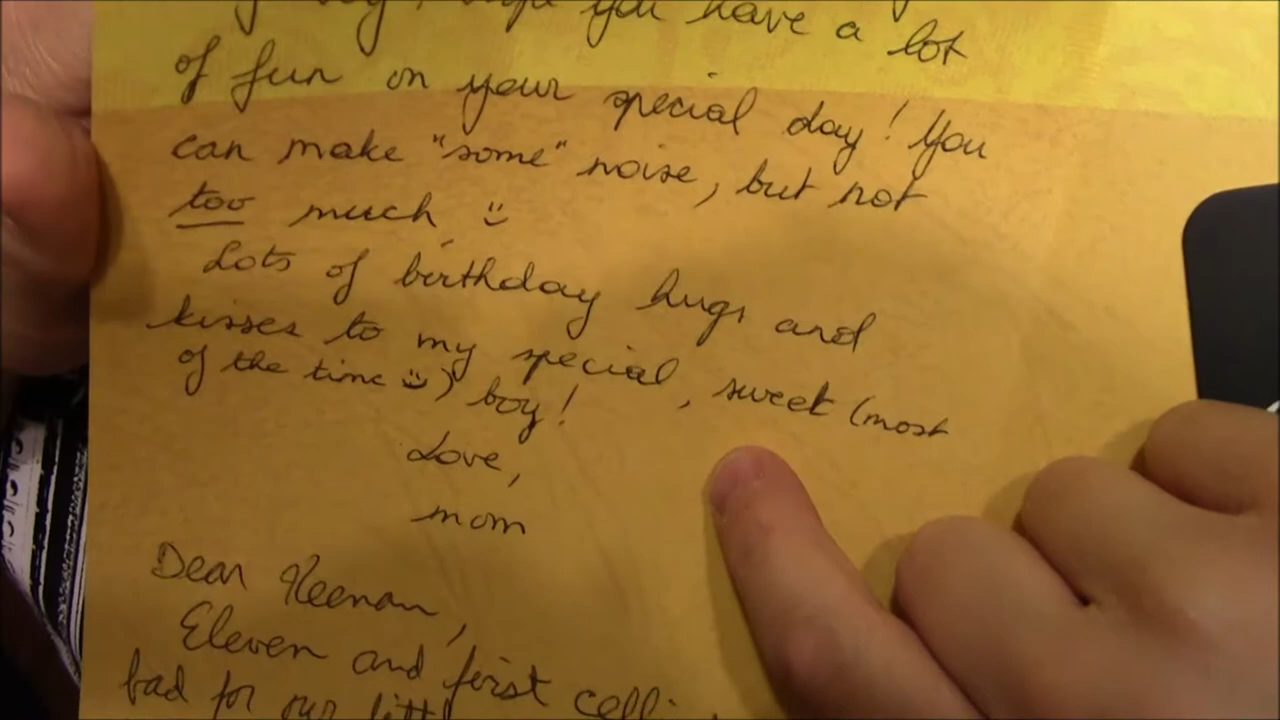 you have a lot
of fun on your special day! You
can make "some" noise, but not
too much :)
Lots of birthday hugs and
kisses to my special, sweet (most
of the time :)) boy!
Love,
mom
Dear Keenan,
Eleven and first
bad for our